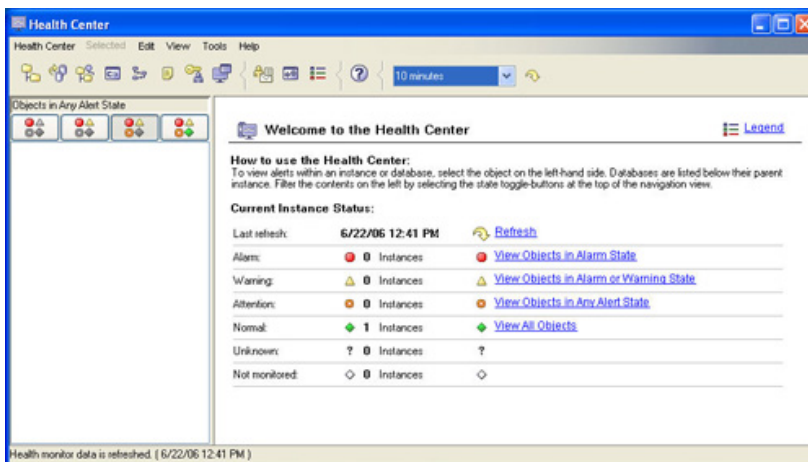 Health Center
Health Center Selected Edit View Tools Help
10 minutes
Objects in Any Alert State
Welcome to the Health Center
Legend
How to use the Health Center:
To view alerts within an instance or database, select the object on the left-hand side. Databases are listed below their parent
instance. Filter the contents on the left by selecting the state toggle-buttons at the top of the navigation view.
Current Instance Status:
Last refresh: 6/22/06 12:41 PM Refresh
Alarm: 0 Instances View Objects in Alarm State
Warning: 0 Instances View Objects in Alarm or Warning State
Attention: 0 Instances View Objects in Any Alert State
Normal: 1 Instances View All Objects
Unknown: ? 0 Instances ?
Not monitored: 0 Instances
Health monitor data is refreshed. ( 6/22/06 12:41 PM )